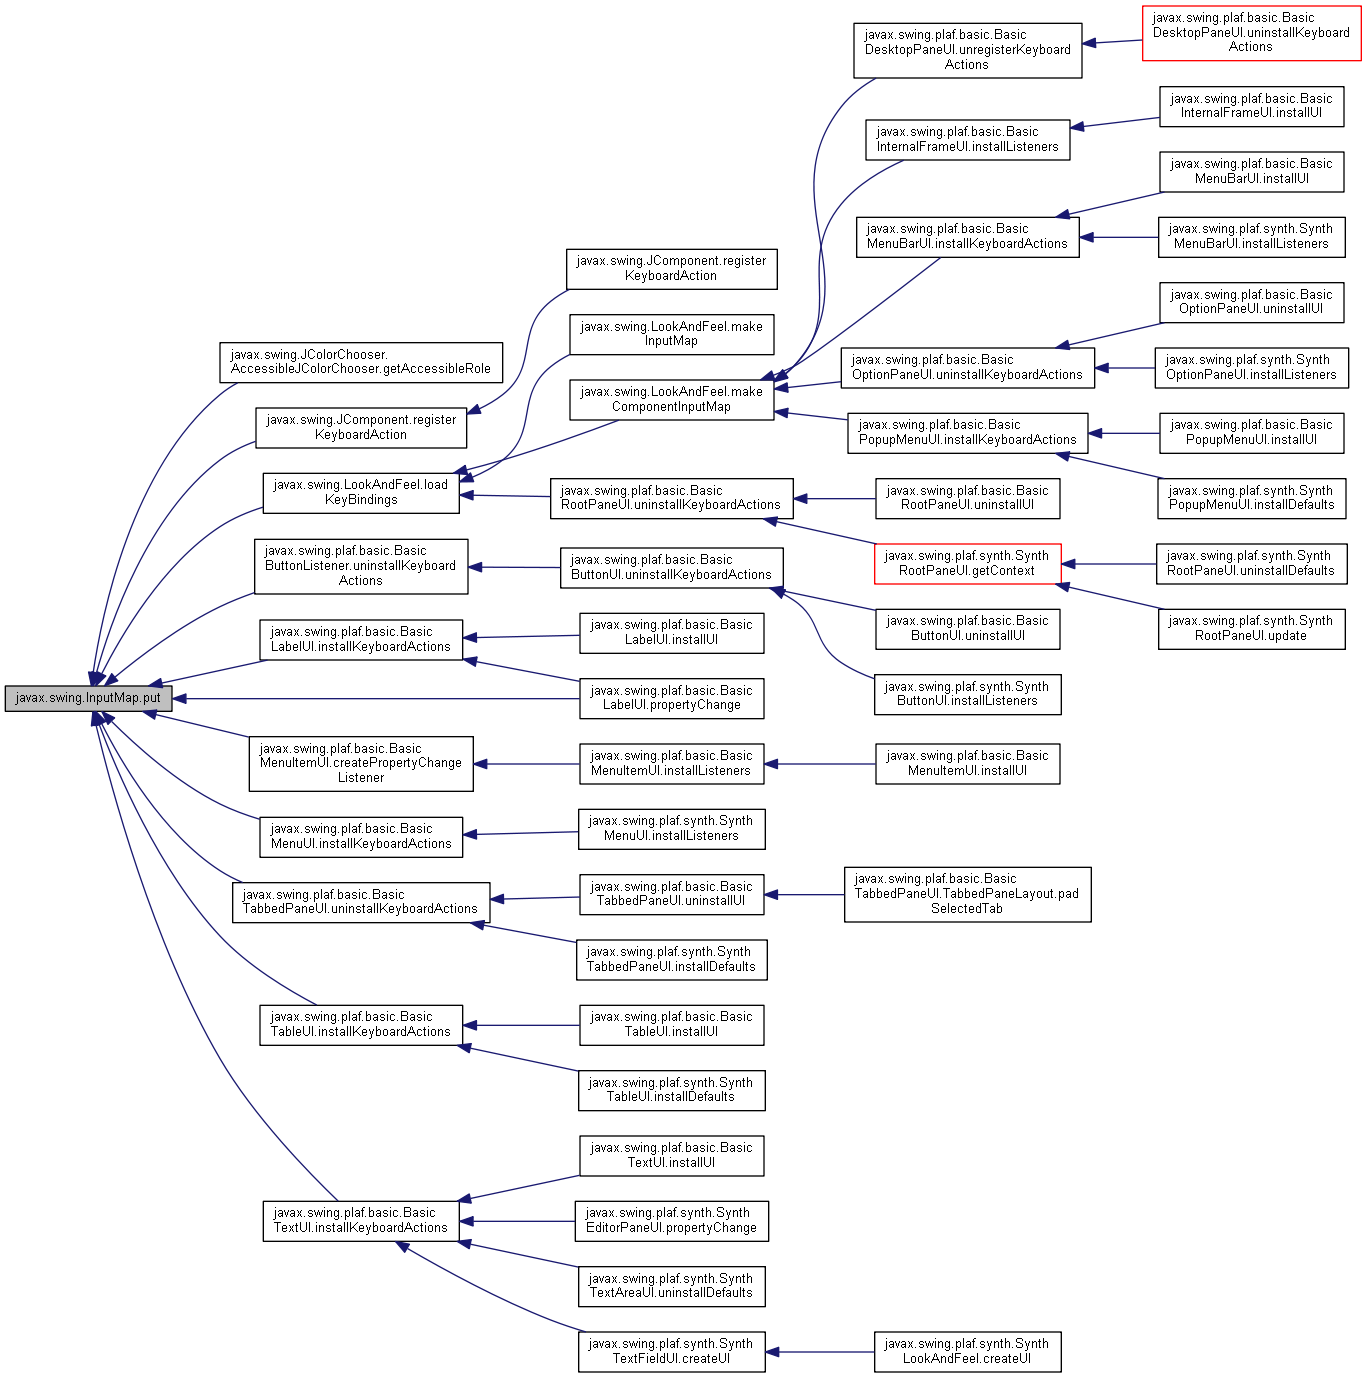 javax.swing.InputMap.put
javax.swing.JColorChooser.
AccessibleJColorChooser.getAccessibleRole
javax.swing.JComponent.register
KeyboardAction
javax.swing.LookAndFeel.load
KeyBindings
javax.swing.plaf.basic.Basic
ButtonListener.uninstallKeyboard
Actions
javax.swing.plaf.basic.Basic
LabelUI.installKeyboardActions
javax.swing.plaf.basic.Basic
MenuItemUI.createPropertyChange
Listener
javax.swing.plaf.basic.Basic
MenuUI.installKeyboardActions
javax.swing.plaf.basic.Basic
TabbedPaneUI.uninstallKeyboardActions
javax.swing.plaf.basic.Basic
TableUI.installKeyboardActions
javax.swing.plaf.basic.Basic
TextUI.installKeyboardActions
javax.swing.JComponent.register
KeyboardAction
javax.swing.LookAndFeel.make
InputMap
javax.swing.LookAndFeel.make
ComponentInputMap
javax.swing.plaf.basic.Basic
RootPaneUI.uninstallKeyboardActions
javax.swing.plaf.basic.Basic
ButtonUI.uninstallKeyboardActions
javax.swing.plaf.basic.Basic
LabelUI.installUI
javax.swing.plaf.basic.Basic
LabelUI.propertyChange
javax.swing.plaf.basic.Basic
MenuItemUI.installListeners
javax.swing.plaf.synth.Synth
MenuUI.installListeners
javax.swing.plaf.basic.Basic
TabbedPaneUI.uninstallUI
javax.swing.plaf.synth.Synth
TabbedPaneUI.installDefaults
javax.swing.plaf.basic.Basic
TableUI.installUI
javax.swing.plaf.synth.Synth
TableUI.installDefaults
javax.swing.plaf.basic.Basic
TextUI.installUI
javax.swing.plaf.synth.Synth
EditorPaneUI.propertyChange
javax.swing.plaf.synth.Synth
TextAreaUI.uninstallDefaults
javax.swing.plaf.synth.Synth
TextFieldUI.createUI
javax.swing.plaf.basic.Basic
DesktopPaneUI.unregisterKeyboard
Actions
javax.swing.plaf.basic.Basic
InternalFrameUI.installListeners
javax.swing.plaf.basic.Basic
MenuBarUI.installKeyboardActions
javax.swing.plaf.basic.Basic
OptionPaneUI.uninstallKeyboardActions
javax.swing.plaf.basic.Basic
PopupMenuUI.installKeyboardActions
javax.swing.plaf.basic.Basic
RootPaneUI.uninstallUI
javax.swing.plaf.synth.Synth
RootPaneUI.getContext
javax.swing.plaf.basic.Basic
ButtonUI.uninstallUI
javax.swing.plaf.synth.Synth
ButtonUI.installListeners
javax.swing.plaf.basic.Basic
MenuItemUI.installUI
javax.swing.plaf.basic.Basic
TabbedPaneUI.TabbedPaneLayout.pad
SelectedTab
javax.swing.plaf.synth.Synth
LookAndFeel.createUI
javax.swing.plaf.basic.Basic
DesktopPaneUI.uninstallKeyboard
Actions
javax.swing.plaf.basic.Basic
InternalFrameUI.installUI
javax.swing.plaf.basic.Basic
MenuBarUI.installUI
javax.swing.plaf.synth.Synth
MenuBarUI.installListeners
javax.swing.plaf.basic.Basic
OptionPaneUI.uninstallUI
javax.swing.plaf.synth.Synth
OptionPaneUI.installListeners
javax.swing.plaf.basic.Basic
PopupMenuUI.installUI
javax.swing.plaf.synth.Synth
PopupMenuUI.installDefaults
javax.swing.plaf.synth.Synth
RootPaneUI.uninstallDefaults
javax.swing.plaf.synth.Synth
RootPaneUI.update